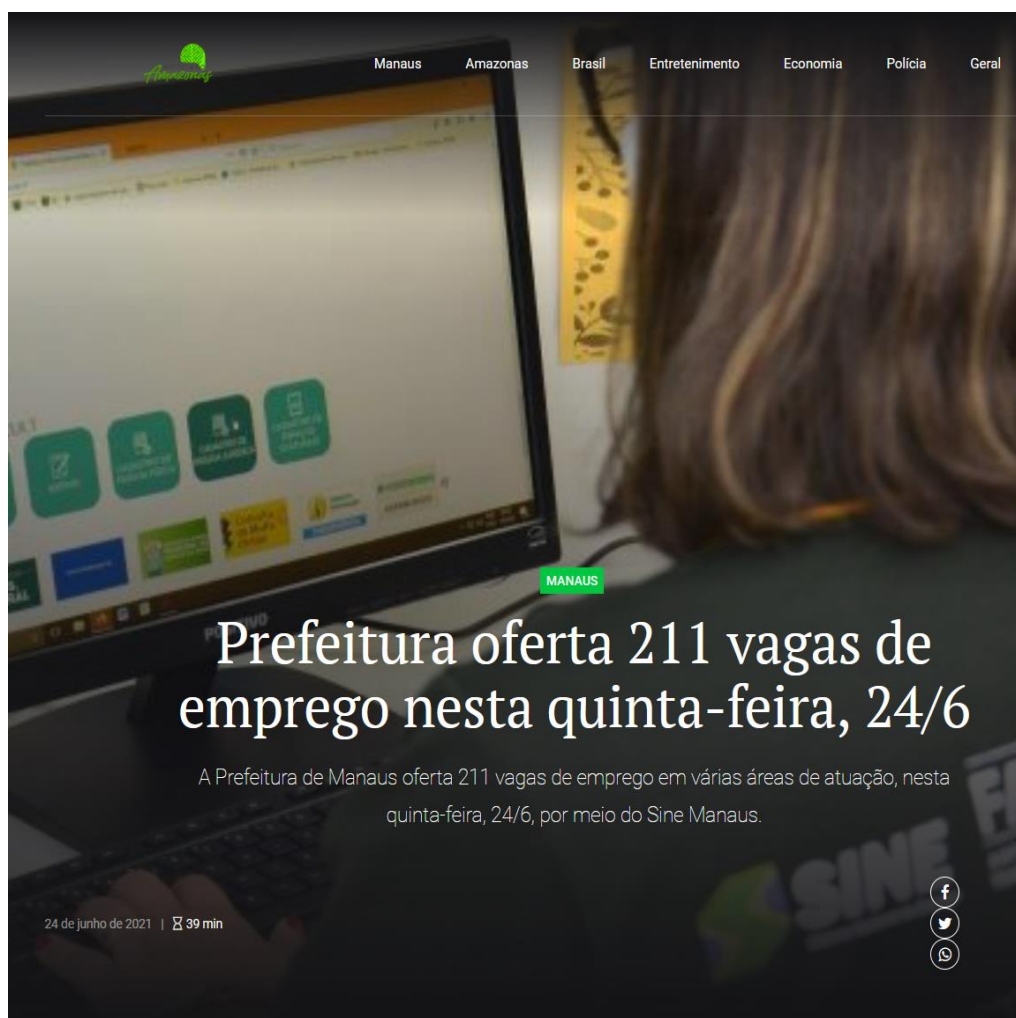 Amazonas
Manaus Amazonas Brasil Entretenimento Economia Polícia Geral
MANAUS
Prefeitura oferta 211 vagas de
emprego nesta quinta-feira, 24/6
A Prefeitura de Manaus oferta 211 vagas de emprego em várias áreas de atuação, nesta
quinta-feira, 24/6, por meio do Sine Manaus.
SINE
24 de junho de 2021 | 39 min